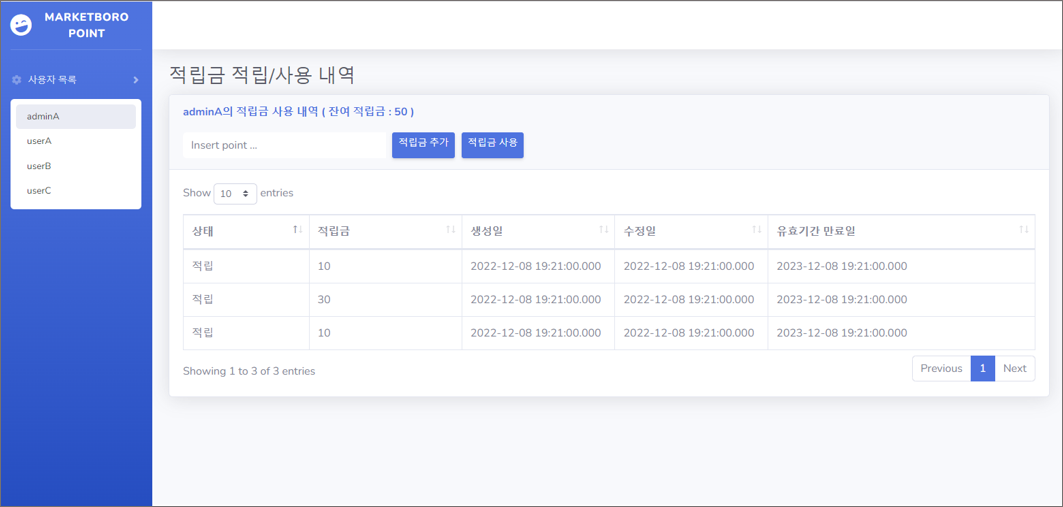 MARKETBORO
POINT
사용자 목록
adminA
userA
userB
userC
적립금 적립/사용 내역
adminA의 적립금 사용 내역 ( 잔여 적립금 : 50 )
Insert point ... 적립금 추가 적립금 사용
Show 10 entries
상태 적립금 생성일 수정일 유효기간 만료일
적립 10 2022-12-08 19:21:00.000 2022-12-08 19:21:00.000 2023-12-08 19:21:00.000
적립 30 2022-12-08 19:21:00.000 2022-12-08 19:21:00.000 2023-12-08 19:21:00.000
적립 10 2022-12-08 19:21:00.000 2022-12-08 19:21:00.000 2023-12-08 19:21:00.000
Showing 1 to 3 of 3 entries Previous 1 Next